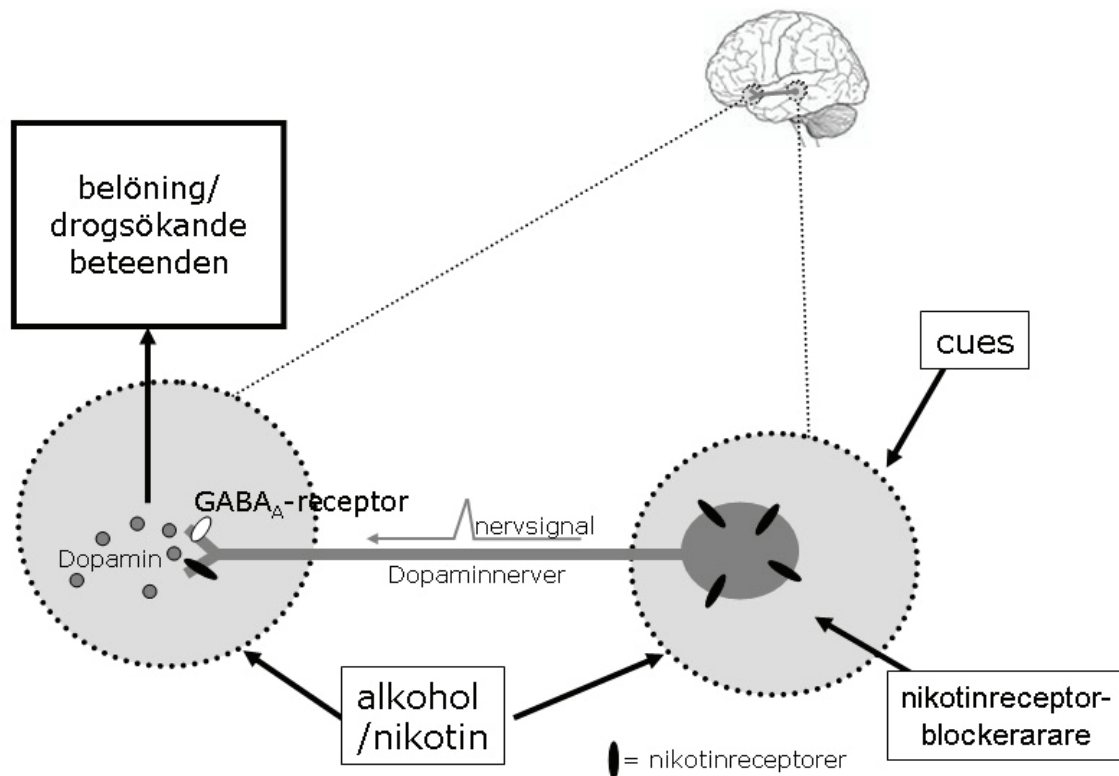 belöning/
drogsökande
beteenden
cues
GABAA-receptor
nervsignal
Dopamin
Dopaminnerver
alkohol
/nikotin
nikotinreceptor-
blockerarare
= nikotinreceptorer